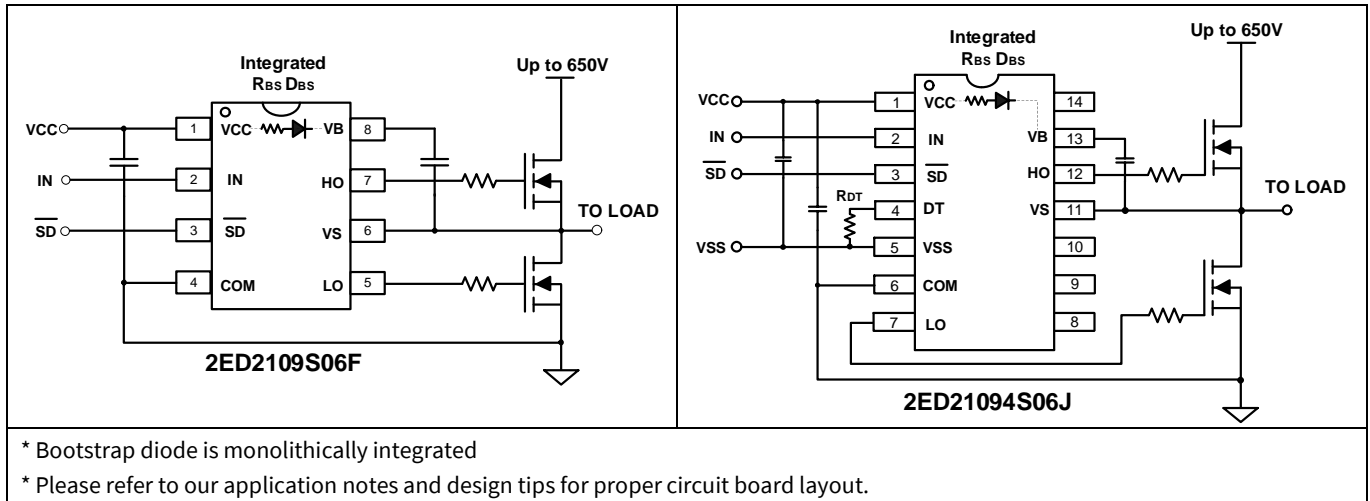 Integrated
RBS DBS
Up to 650V
VCC
1
VCC
VB
8
IN
2
IN
HO
7
TO LOAD
SD
3
SD
VS
6
4
COM
LO
5
2ED2109S06F
Integrated
RBS DBS
Up to 650V
VCC
1
VCC
14
IN
2
IN
VB
13
SD
3
SD
HO
12
TO LOAD
RDT
4
DT
VS
11
VSS
5
VSS
10
6
COM
9
7
LO
8
2ED21094S06J
* Bootstrap diode is monolithically integrated
* Please refer to our application notes and design tips for proper circuit board layout.